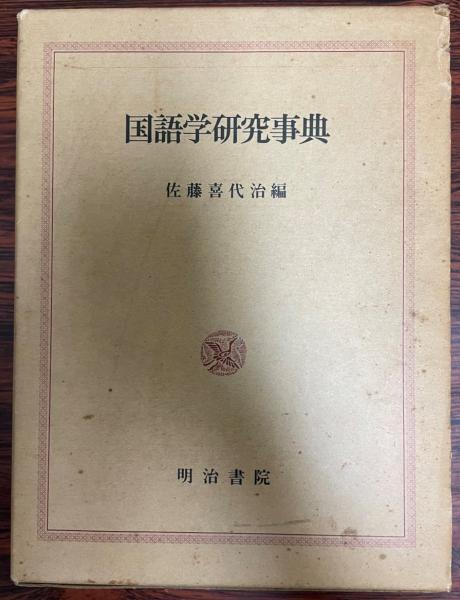 国語学研究事典
佐藤喜代治編
明治書院